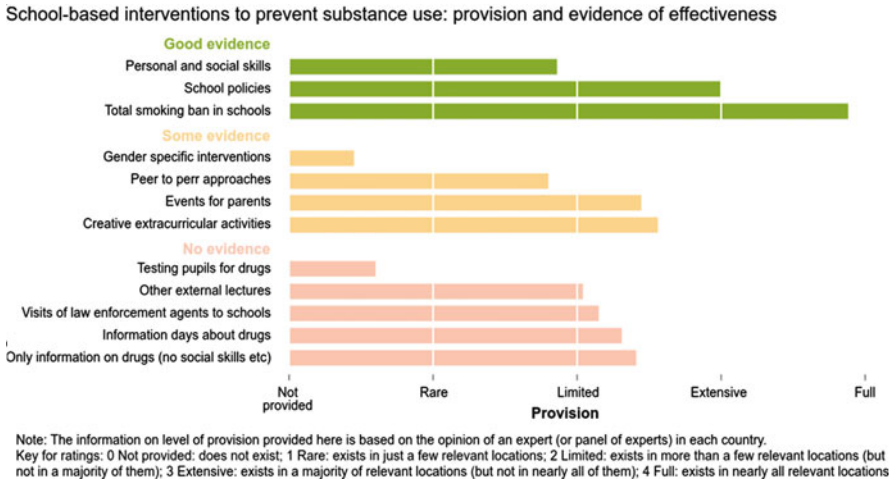 School-based interventions to prevent substance use: provision and evidence of effectiveness
Good evidence
Personal and social skills
School policies
Total smoking ban in schools
Some evidence
Gender specific interventions
Peer to perr approaches
Events for parents
Creative extracurricular activities
No evidence
Testing pupils for drugs
Other external lectures
Visits of law enforcement agents to schools
Information days about drugs
Only information on drugs (no social skills etc)
Not provided
Rare
Limited
Extensive
Full
Provision
Note: The information on level of provision provided here is based on the opinion of an expert (or panel of experts) in each country.
Key for ratings: 0 Not provided: does not exist; 1 Rare: exists in just a few relevant locations; 2 Limited: exists in more than a few relevant locations (but
not in a majority of them); 3 Extensive: exists in a majority of relevant locations (but not in nearly all of them); 4 Full: exists in nearly all relevant locations